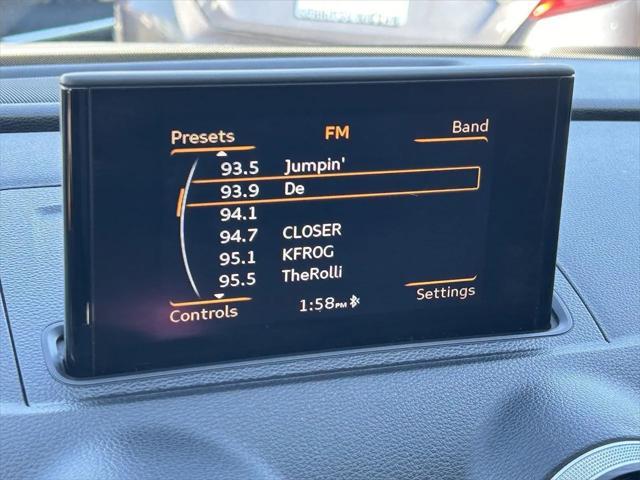 Presets FM Band
93.5 Jumpin'
93.9 De
94.1
94.7 CLOSER
95.1 KFROG
95.5 TheRolli
Controls 1:58PM Settings